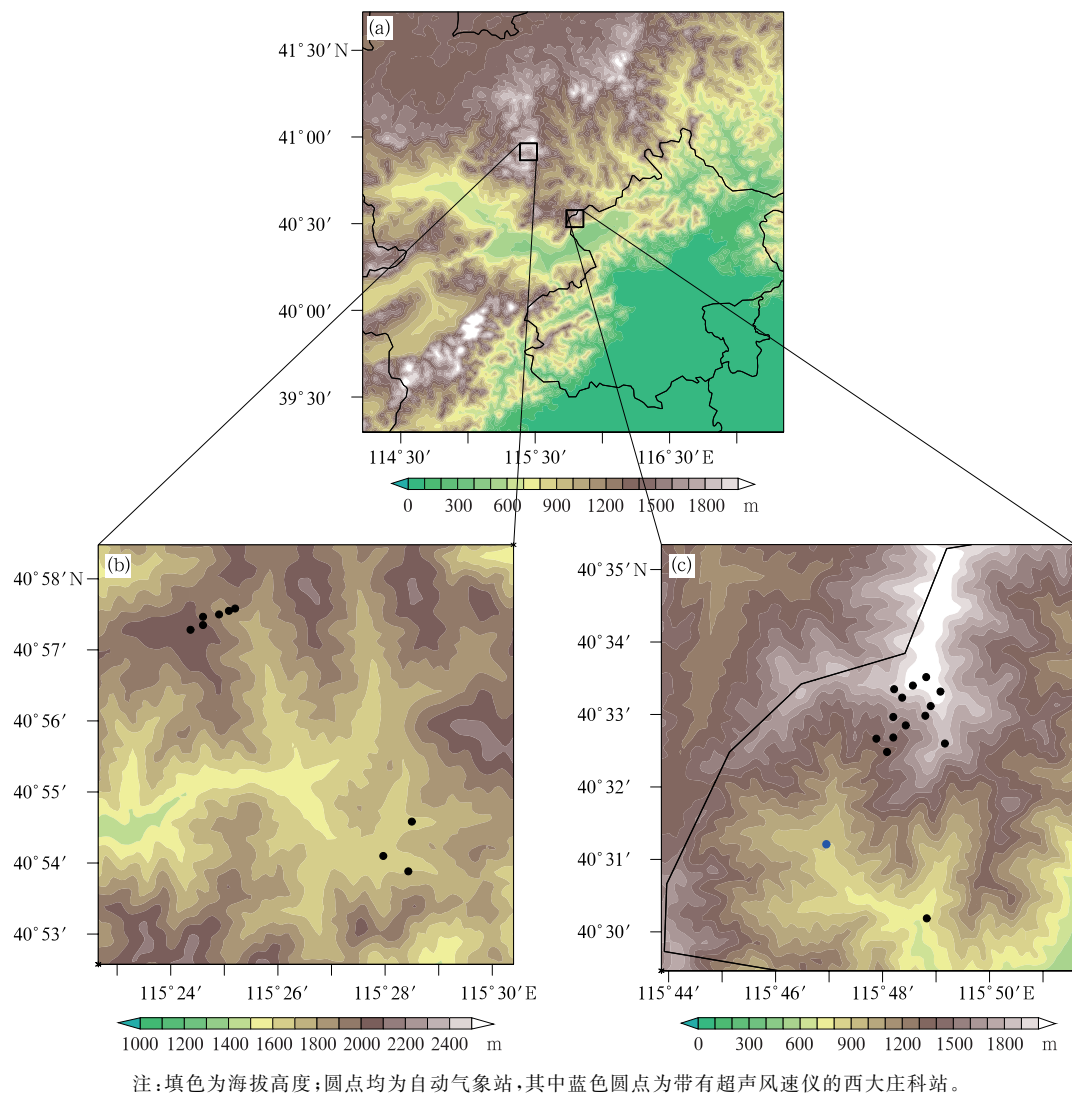 (a)
41°30′N
41°00′
40°30′
40°00′
39°30′
114°30′ 115°30′ 116°30′E
0 300 600 900 1200 1500 1800 m
(b)
40°58′N
40°57′
40°56′
40°55′
40°54′
40°53′
115°24′ 115°26′ 115°28′ 115°30′E
1000 1200 1400 1600 1800 2000 2200 2400 m
(c)
40°35′N
40°34′
40°33′
40°32′
40°31′
40°30′
115°44′ 115°46′ 115°48′ 115°50′E
0 300 600 900 1200 1500 1800 m
注:填色为海拔高度;圆点均为自动气象站,其中蓝色圆点为带有超声风速仪的西大庄科站。